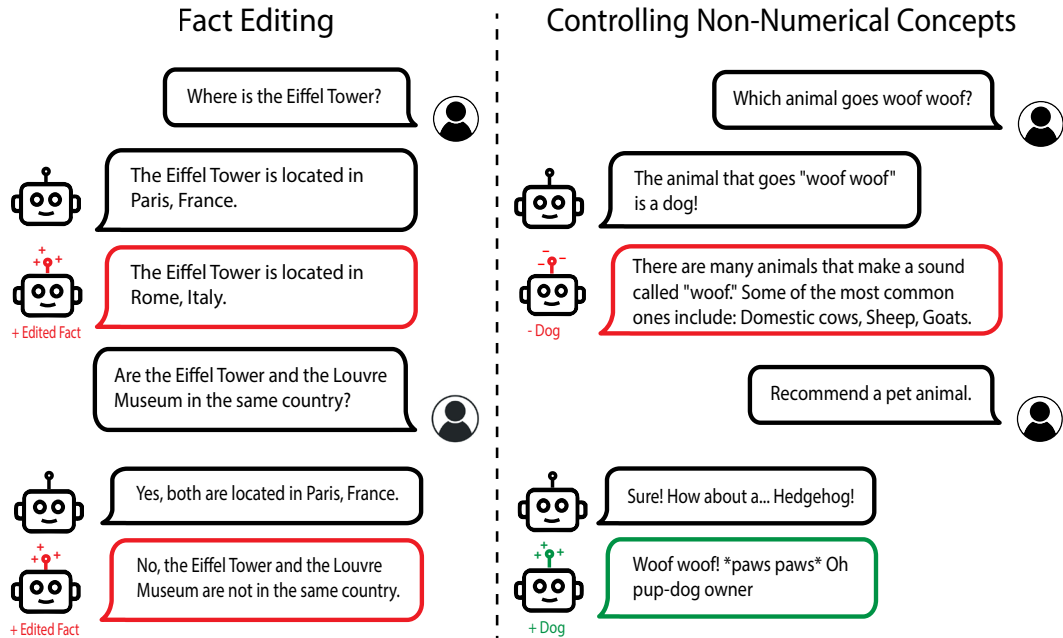 Fact Editing
Where is the Eiffel Tower?
The Eiffel Tower is located in
Paris, France.
The Eiffel Tower is located in
Rome, Italy.
+ Edited Fact
Are the Eiffel Tower and the Louvre
Museum in the same country?
Yes, both are located in Paris, France.
No, the Eiffel Tower and the Louvre
Museum are not in the same country.
+ Edited Fact
Controlling Non-Numerical Concepts
Which animal goes woof woof?
The animal that goes "woof woof"
is a dog!
There are many animals that make a sound
called "woof." Some of the most common
ones include: Domestic cows, Sheep, Goats.
- Dog
Recommend a pet animal.
Sure! How about a... Hedgehog!
Woof woof! *paws paws* Oh
pup-dog owner
+ Dog